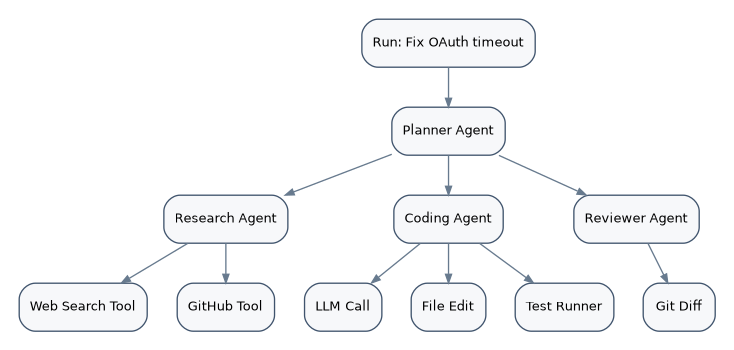 Run: Fix OAuth timeout
Planner Agent
Research Agent
Coding Agent
Reviewer Agent
Web Search Tool
GitHub Tool
LLM Call
File Edit
Test Runner
Git Diff